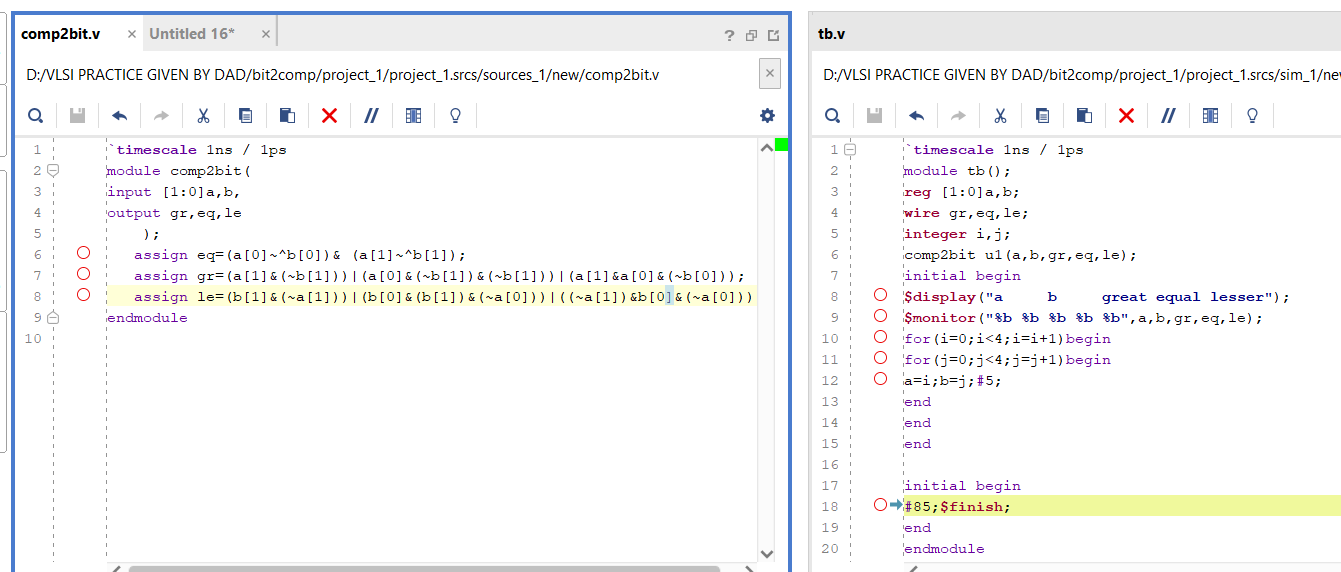 comp2bit.v × Untitled 16* × ?
D:/VLSI PRACTICE GIVEN BY DAD/bit2comp/project_1/project_1.srcs/sources_1/new/comp2bit.v ×
1 `timescale 1ns / 1ps
2 module comp2bit(
3 input [1:0]a,b,
4 output gr,eq,le
5 );
6 assign eq=(a[0]~^b[0])& (a[1]~^b[1]);
7 assign gr=(a[1]&(~b[1]))|(a[0]&(~b[1])&(~b[1]))|(a[1]&a[0]&(~b[0]));
8 assign le=(b[1]&(~a[1]))|(b[0]&(b[1])&(~a[0]))|((~a[1])&b[0]&(~a[0]))
9 endmodule
10
tb.v
D:/VLSI PRACTICE GIVEN BY DAD/bit2comp/project_1/project_1.srcs/sim_1/new
1 `timescale 1ns / 1ps
2 module tb();
3 reg [1:0]a,b;
4 wire gr,eq,le;
5 integer i,j;
6 comp2bit u1(a,b,gr,eq,le);
7 initial begin
8 $display("a b great equal lesser");
9 $monitor("%b %b %b %b %b",a,b,gr,eq,le);
10 for(i=0;i<4;i=i+1)begin
11 for(j=0;j<4;j=j+1)begin
12 a=i;b=j;#5;
13 end
14 end
15 end
16
17 initial begin
18 #85;$finish;
19 end
20 endmodule